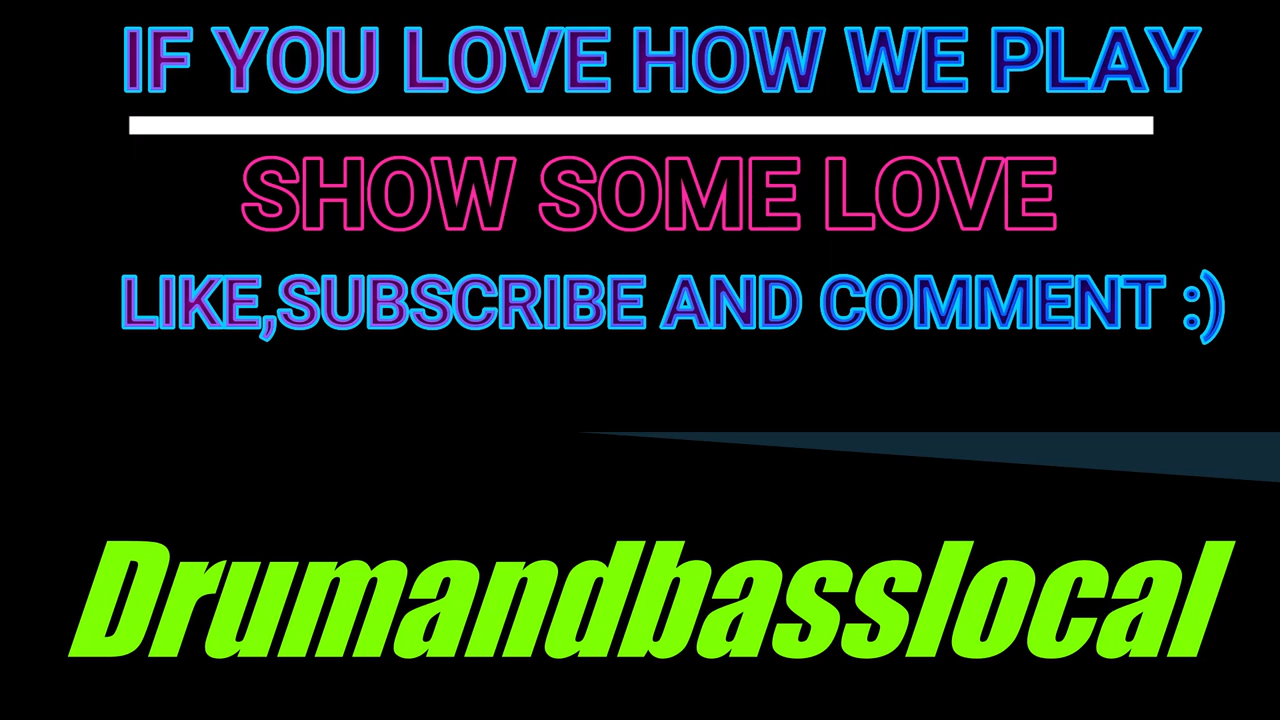 IF YOU LOVE HOW WE PLAY
SHOW SOME LOVE
LIKE,SUBSCRIBE AND COMMENT :)
Drumandbasslocal